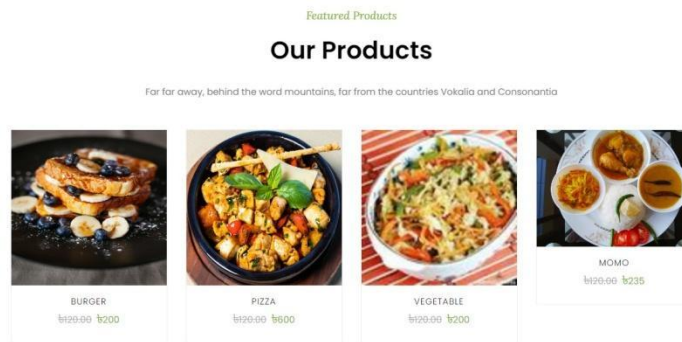 Featured Products
Our Products
Far far away, behind the word mountains, far from the countries Vokalia and Consonantia
BURGER
৳120.00 ৳200
PIZZA
৳120.00 ৳600
VEGETABLE
৳120.00 ৳200
MOMO
৳120.00 ৳235